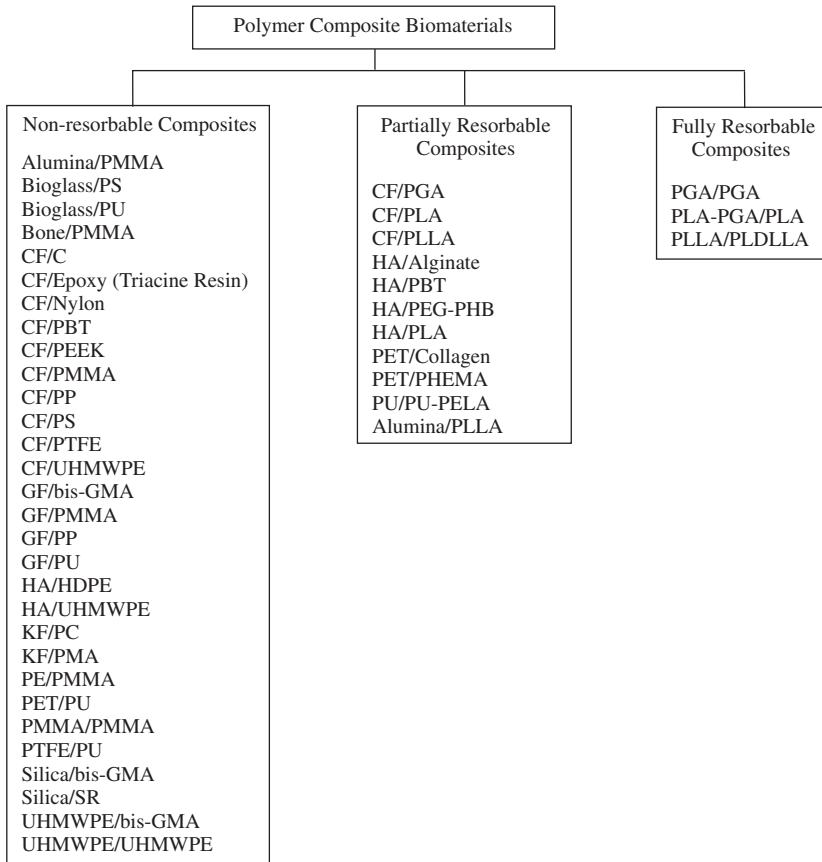 Polymer Composite Biomaterials
Non-resorbable Composites
Alumina/PMMA
Bioglass/PS
Bioglass/PU
Bone/PMMA
CF/C
CF/Epoxy (Triacine Resin)
CF/Nylon
CF/PBT
CF/PEEK
CF/PMMA
CF/PP
CF/PS
CF/PTFE
CF/UHMWPE
GF/bis-GMA
GF/PMMA
GF/PP
GF/PU
HA/HDPE
HA/UHMWPE
KF/PC
KF/PMA
PE/PMMA
PET/PU
PMMA/PMMA
PTFE/PU
Silica/bis-GMA
Silica/SR
UHMWPE/bis-GMA
UHMWPE/UHMWPE
Partially Resorbable
Composites
CF/PGA
CF/PLA
CF/PLLA
HA/Alginate
HA/PBT
HA/PEG-PHB
HA/PLA
PET/Collagen
PET/PHEMA
PU/PU-PELA
Alumina/PLLA
Fully Resorbable
Composites
PGA/PGA
PLA-PGA/PLA
PLLA/PLDLLA